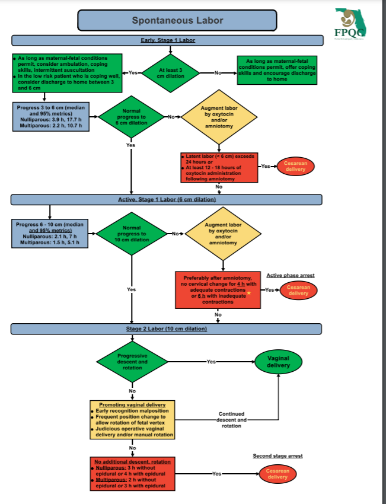 Spontaneous Labor
FPQC
Early, Stage 1 Labor
As long as maternal-fetal conditions
permit, consider ambulation, coping
skills, intermittent auscultation
In the low risk patient who is coping well,
consider discharge to home between 3
and 6 cm
Yes
At least 3
cm dilation
No
As long as maternal-fetal
conditions permit, offer coping
skills and encourage discharge
to home
Progress 3 to 6 cm (median
and 95% metrics)
Nulliparous: 3.9 h, 17.7 h
Multiparous: 2.2 h, 10.7 h
Normal
progress to
6 cm dilation
No
Augment labor
by oxytocin
and/or
amniotomy
Yes
Latent labor (< 6 cm) exceeds
24 hours or
At least 12 - 18 hours of
oxytocin administration
following amniotomy
Yes
Cesarean
delivery
No
Active, Stage 1 Labor (6 cm dilation)
Progress 6 - 10 cm (median
and 95% metrics)
Nulliparous: 2.1 h, 7 h
Multiparous: 1.5 h, 5.1 h
Normal
progress to
10 cm dilation
No
Augment labor
by oxytocin
and/or
amniotomy
Yes
Preferably after amniotomy,
no cervical change for 4 h with
adequate contractions
or 6 h with inadequate
contractions
Active phase arrest
Yes
Cesarean
delivery
No
Stage 2 Labor (10 cm dilation)
Progressive
descent and
rotation
Yes
Vaginal
delivery
No
Promoting vaginal delivery
Early recognition malposition
Frequent position change to
allow rotation of fetal vertex
Judicious operative vaginal
delivery and/or manual rotation
Continued
descent and
rotation
No
No additional descent, rotation
Nulliparous: 3 h without
epidural or 4 h with epidural
Multiparous: 2 h without
epidural or 3 h with epidural
Second stage arrest
Yes
Cesarean
delivery